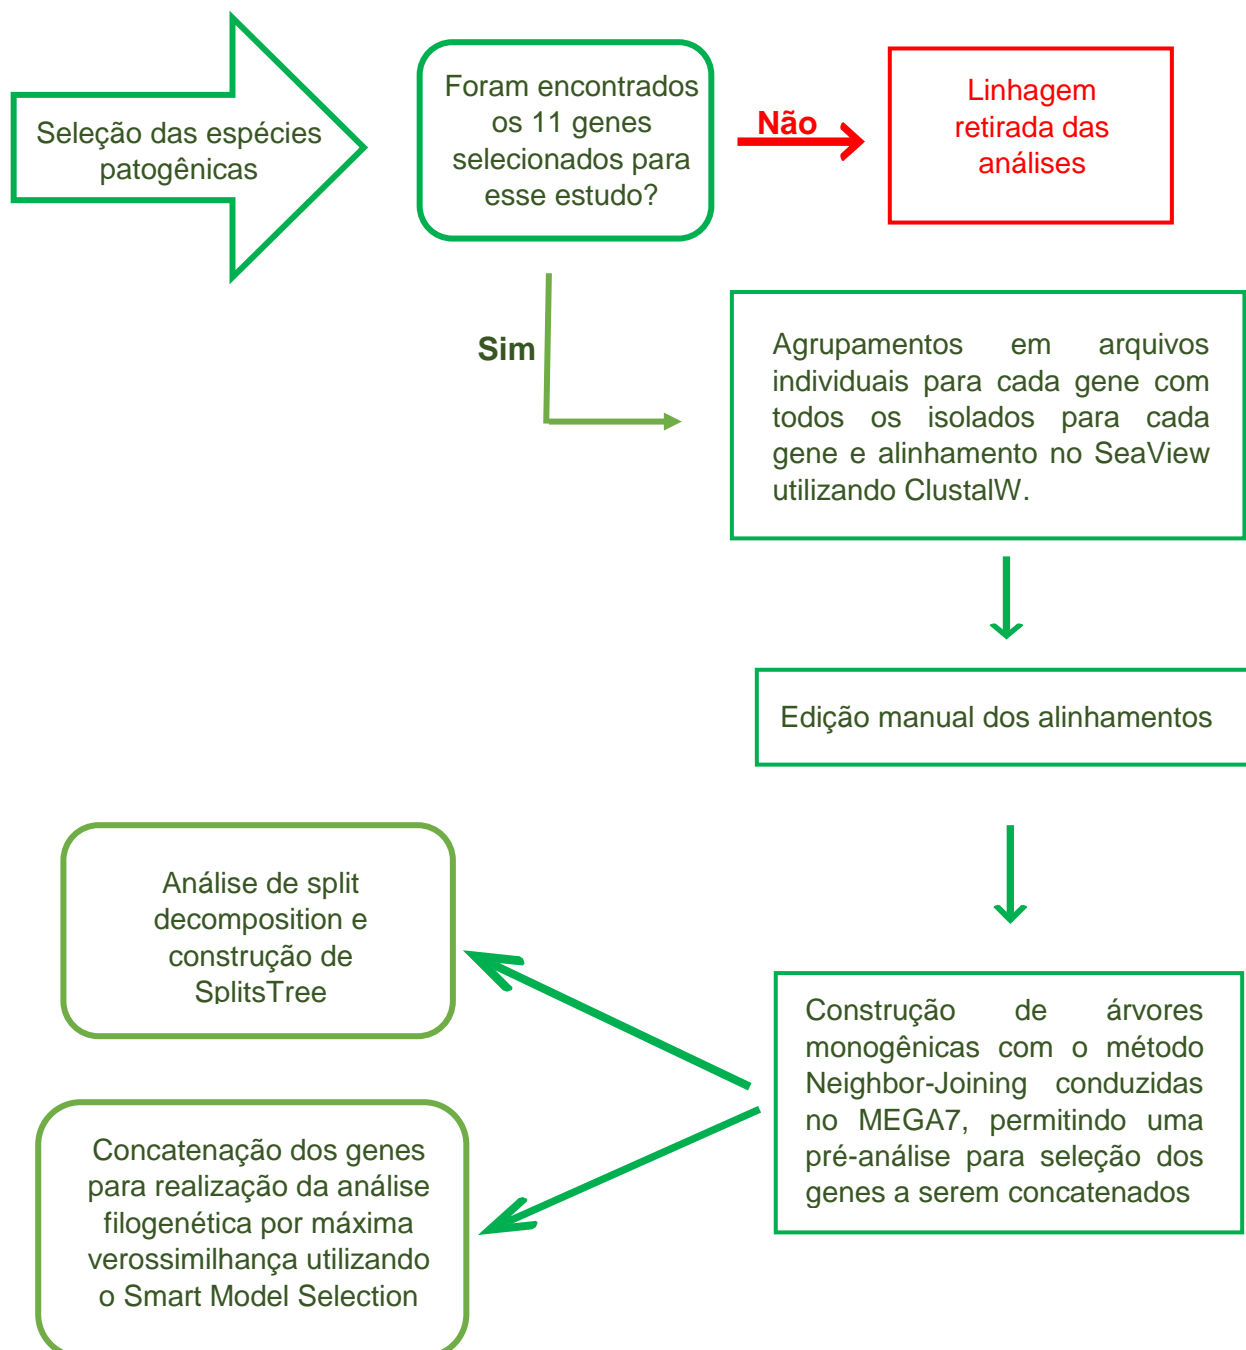 Seleção das espécies
patogênicas
Foram encontrados
os 11 genes
selecionados para
esse estudo?
Não
Linhagem
retirada das
análises
Sim
Agrupamentos em arquivos
individuais para cada gene com
todos os isolados para cada
gene e alinhamento no SeaView
utilizando ClustalW.
Edição manual dos alinhamentos
Construção de árvores
monogênicas com o método
Neighbor-Joining conduzidas
no MEGA7, permitindo uma
pré-análise para seleção dos
genes a serem concatenados
Análise de split
decomposition e
construção de
SplitsTree
Concatenação dos genes
para realização da análise
filogenética por máxima
verossimilhança utilizando
o Smart Model Selection